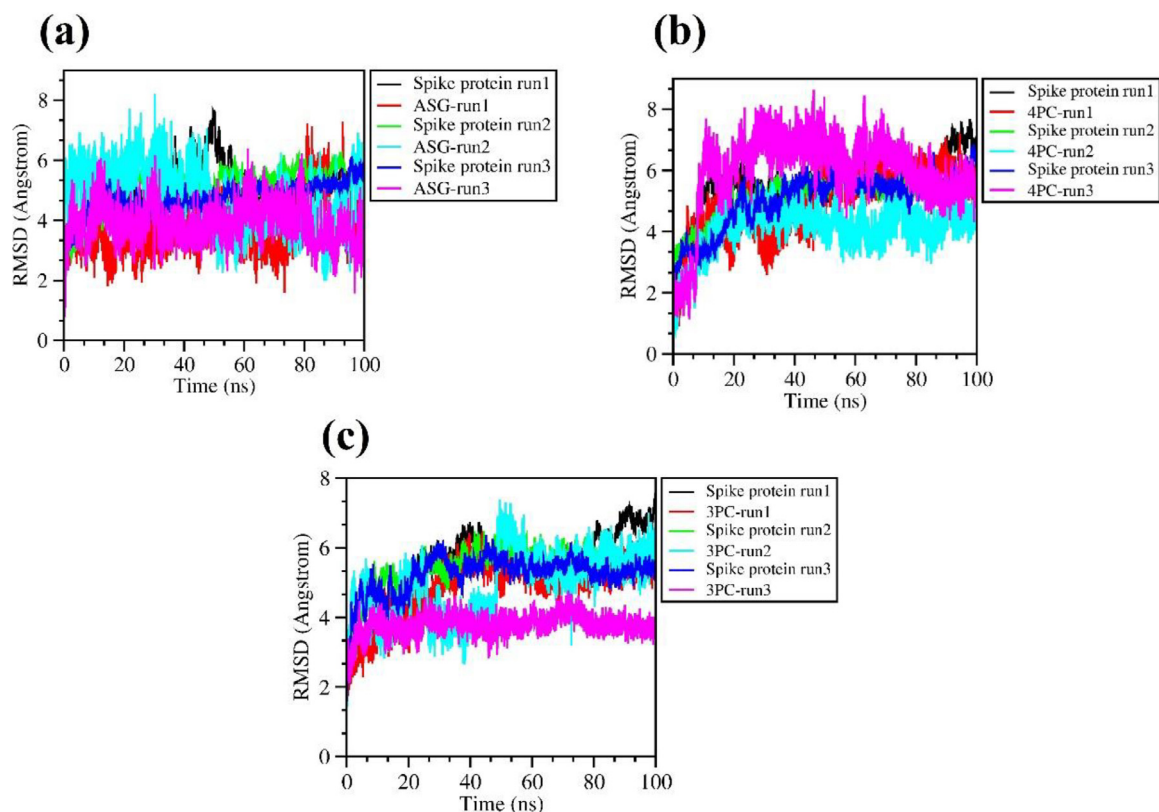 (a)
RMSD (Angstrom)
8
6
4
2
0
0 20 40 60 80 100
Time (ns)
Spike protein run1
ASG-run1
Spike protein run2
ASG-run2
Spike protein run3
ASG-run3
(b)
RMSD (Angstrom)
8
6
4
2
0
0 20 40 60 80 100
Time (ns)
Spike protein run1
4PC-run1
Spike protein run2
4PC-run2
Spike protein run3
4PC-run3
(c)
RMSD (Angstrom)
8
6
4
2
0
0 20 40 60 80 100
Time (ns)
Spike protein run1
3PC-run1
Spike protein run2
3PC-run2
Spike protein run3
3PC-run3